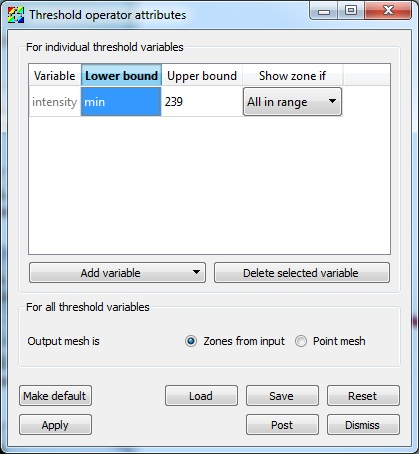 Threshold operator attributes
For individual threshold variables
Variable Lower bound Upper bound Show zone if
intensity min 239 All in range
Add variable Delete selected variable
For all threshold variables
Output mesh is Zones from input Point mesh
Make default Load Save Reset
Apply Post Dismiss